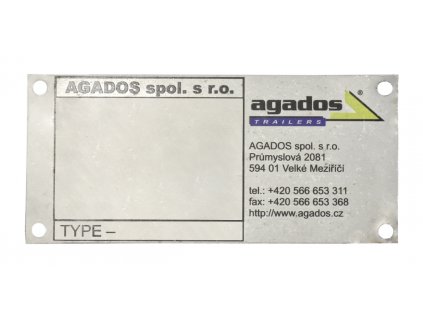 AGADOS spol. s r.o.
TYPE –
agados ®
TRAILERS
AGADOS spol. s r.o.
Průmyslová 2081
594 01 Velké Meziříčí
tel.: +420 566 653 311
fax: +420 566 653 368
http://www.agados.cz